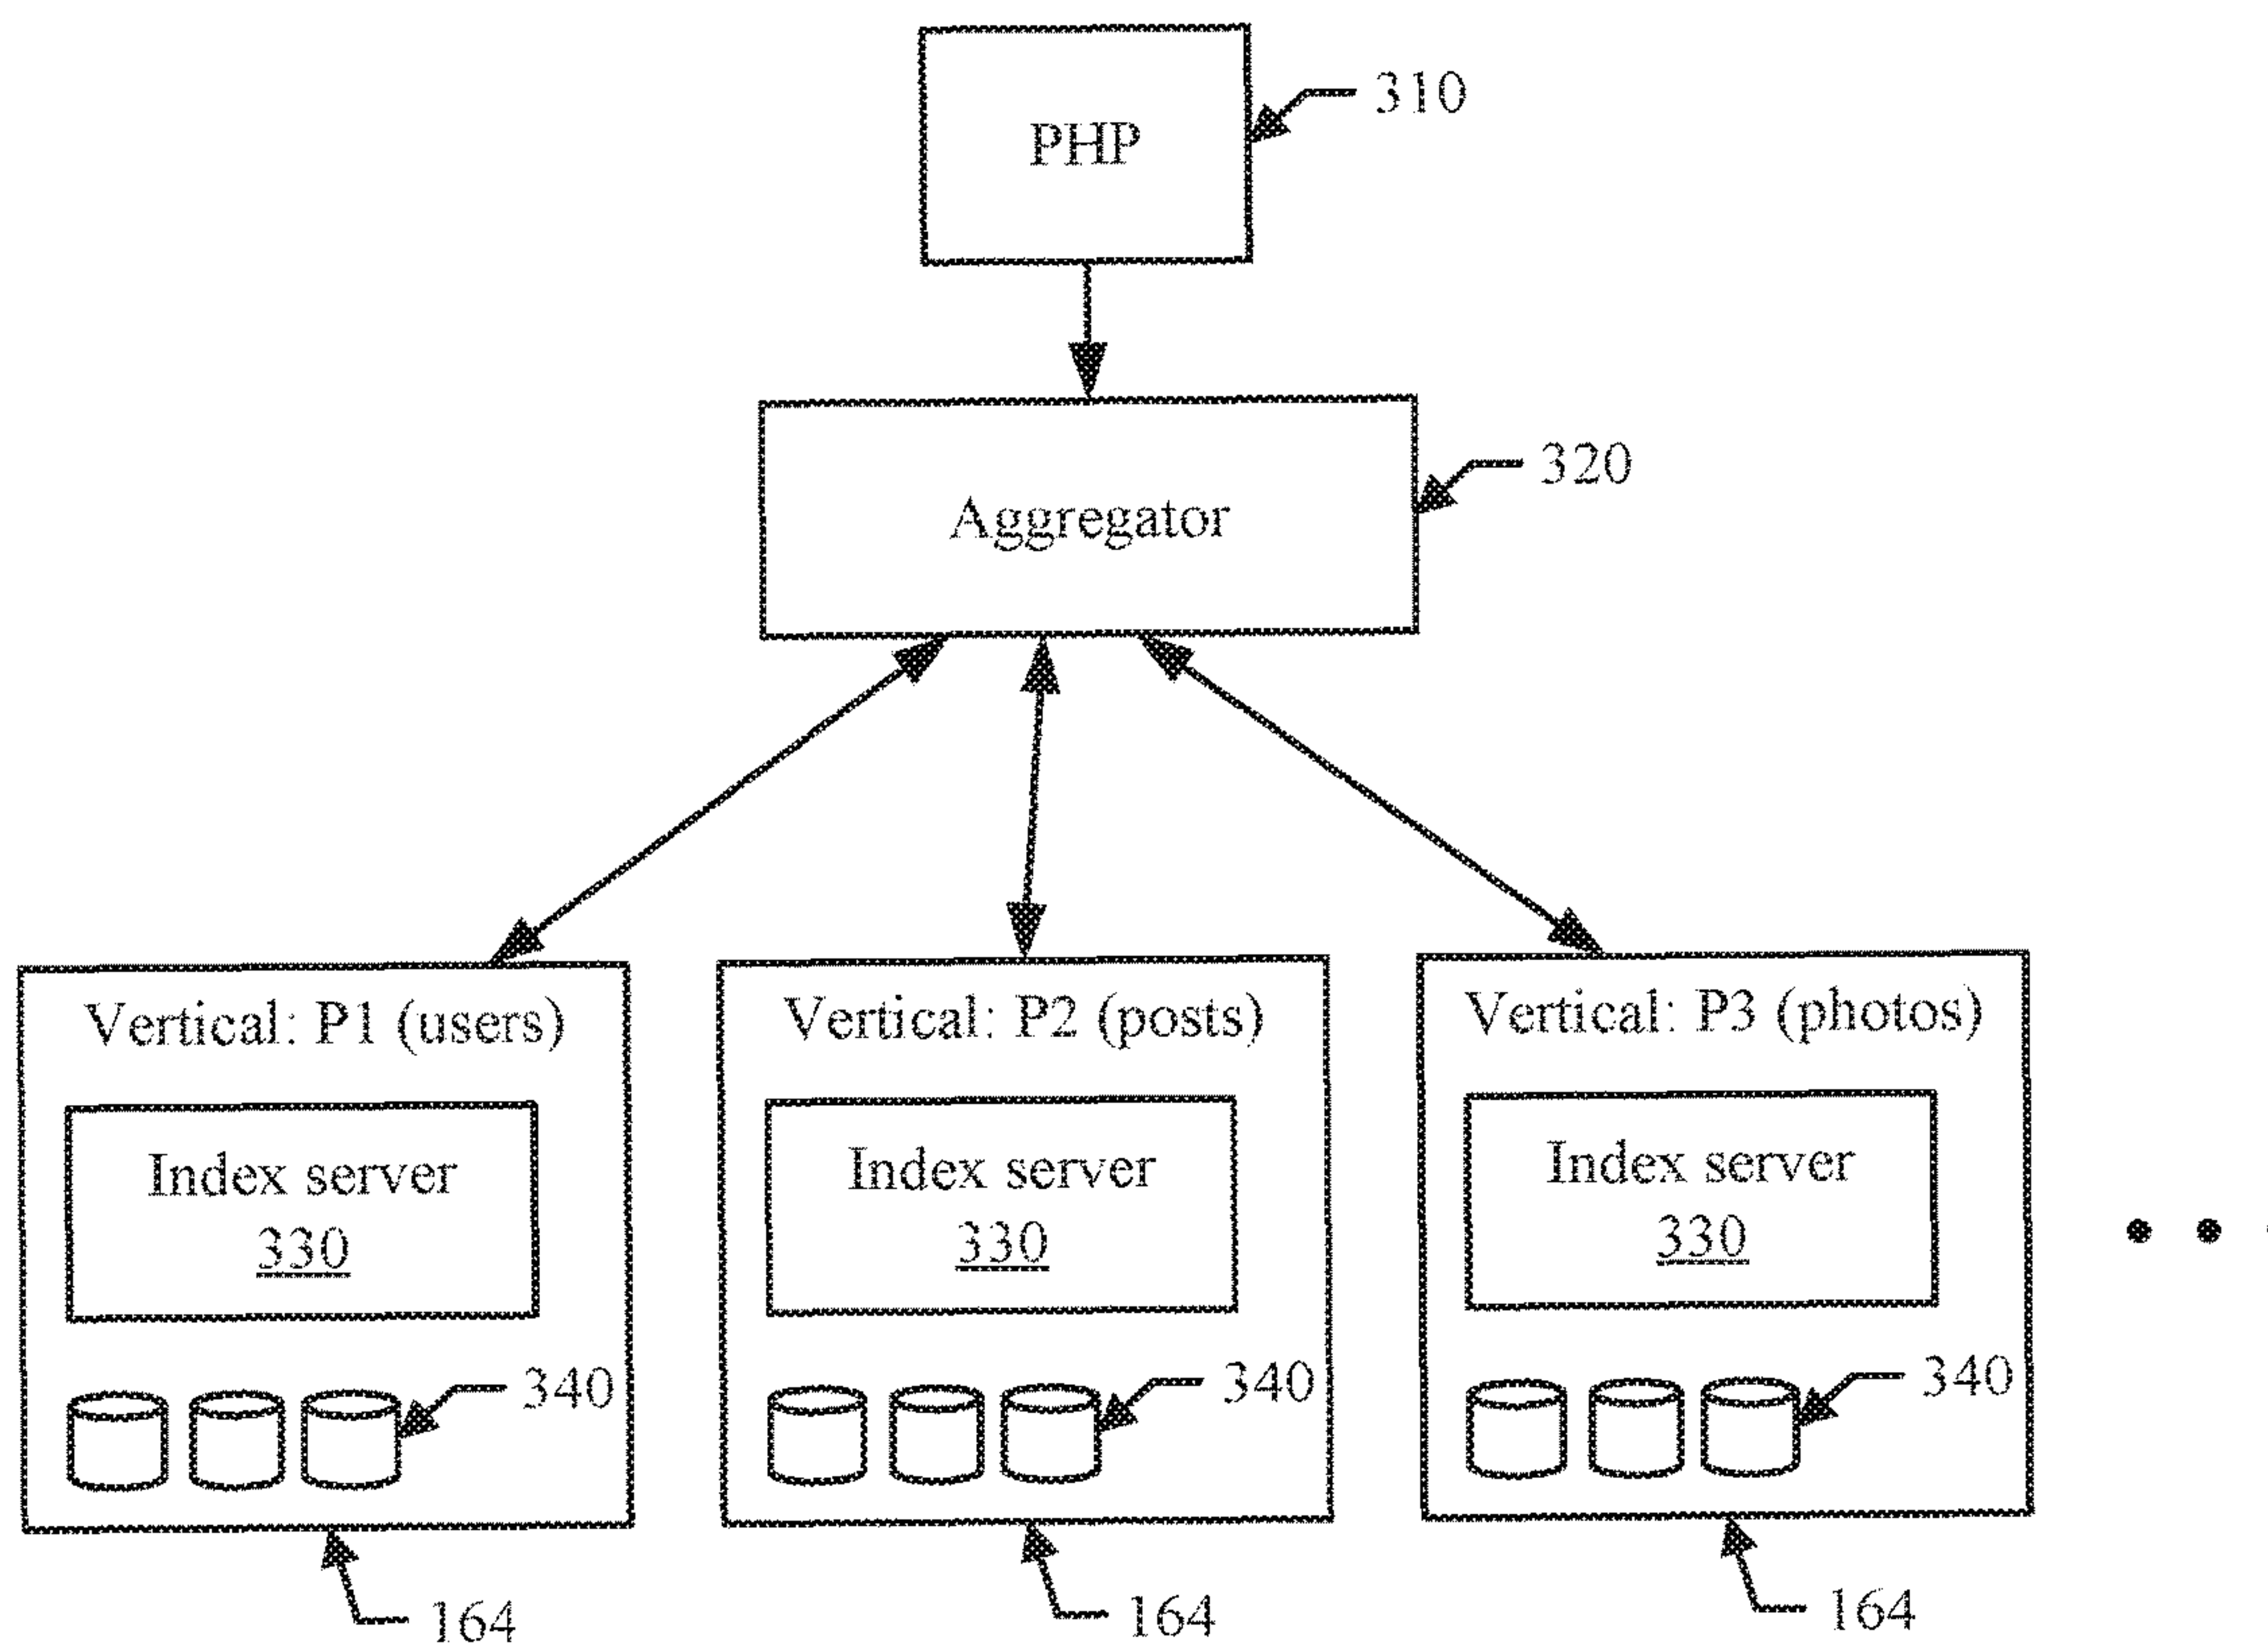 PHP
310
Aggregator
320
Vertical: P1 (users)
Index server
330
340
164
Vertical: P2 (posts)
Index server
330
340
164
Vertical: P3 (photos)
Index server
330
340
164